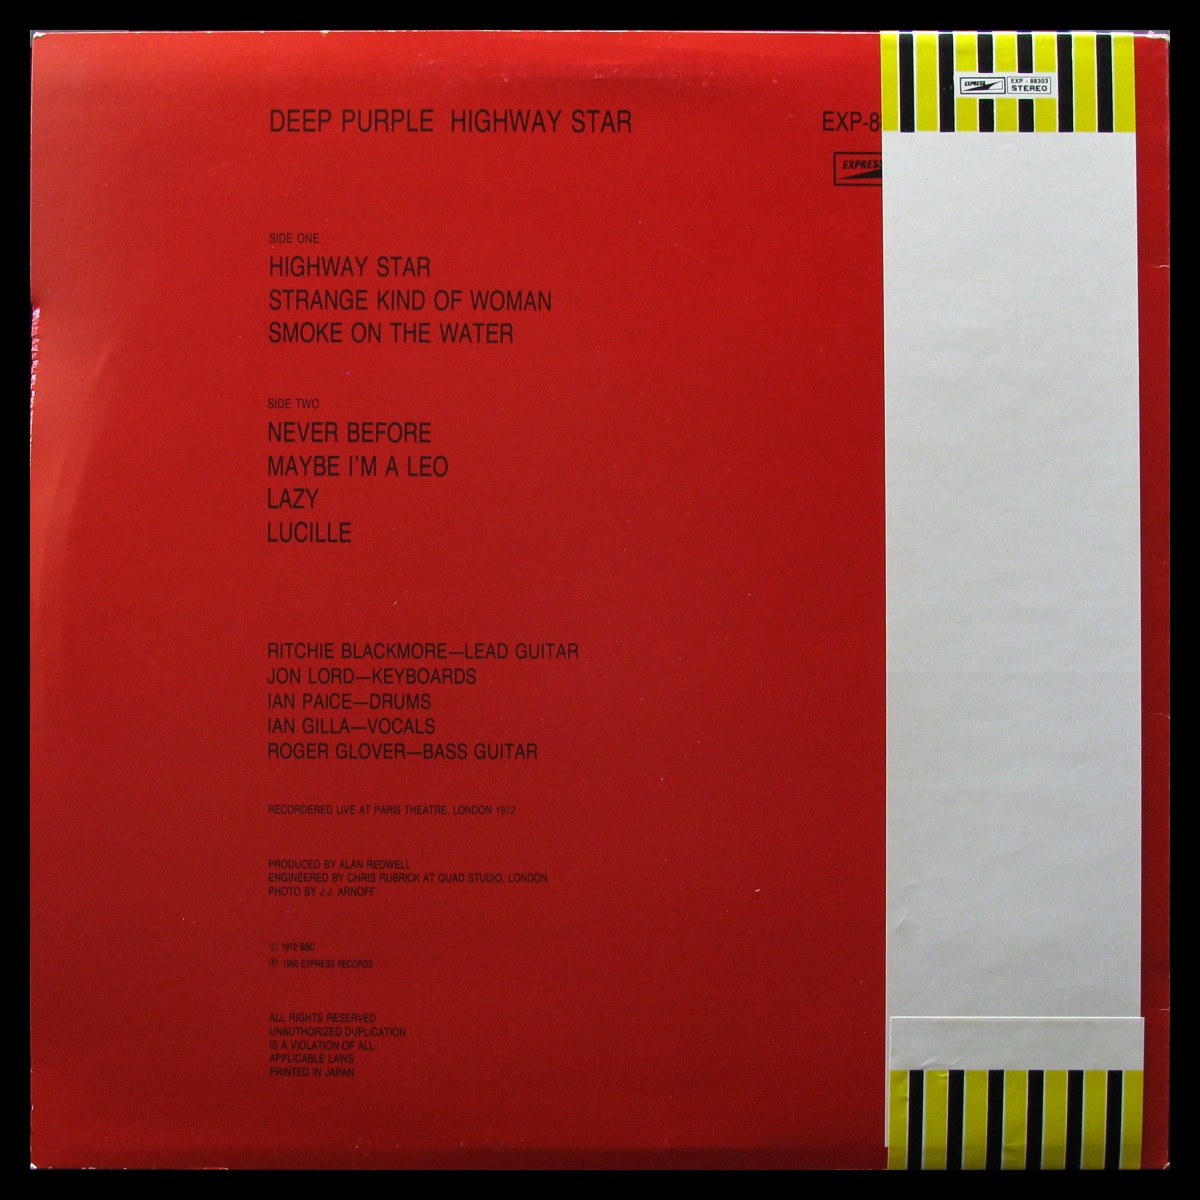 DEEP PURPLE HIGHWAY STAR
EXP-8
EXPRESS
EXPRESS
EXP - 88303
STEREO
SIDE ONE
HIGHWAY STAR
STRANGE KIND OF WOMAN
SMOKE ON THE WATER
SIDE TWO
NEVER BEFORE
MAYBE I'M A LEO
LAZY
LUCILLE
RITCHIE BLACKMORE—LEAD GUITAR
JON LORD—KEYBOARDS
IAN PAICE—DRUMS
IAN GILLA—VOCALS
ROGER GLOVER—BASS GUITAR
RECORDERED LIVE AT PARIS THEATRE, LONDON 1972
PRODUCED BY ALAN REDWELL
ENGINEERED BY CHRIS RUBRICK AT QUAD STUDIO, LONDON
PHOTO BY J.J. ARNOFF
© 1972 BBC
℗ 1988 EXPRESS RECORDS
ALL RIGHTS RESERVED
UNAUTHORIZED DUPLICATION
IS A VIOLATION OF ALL
APPLICABLE LAWS
PRINTED IN JAPAN